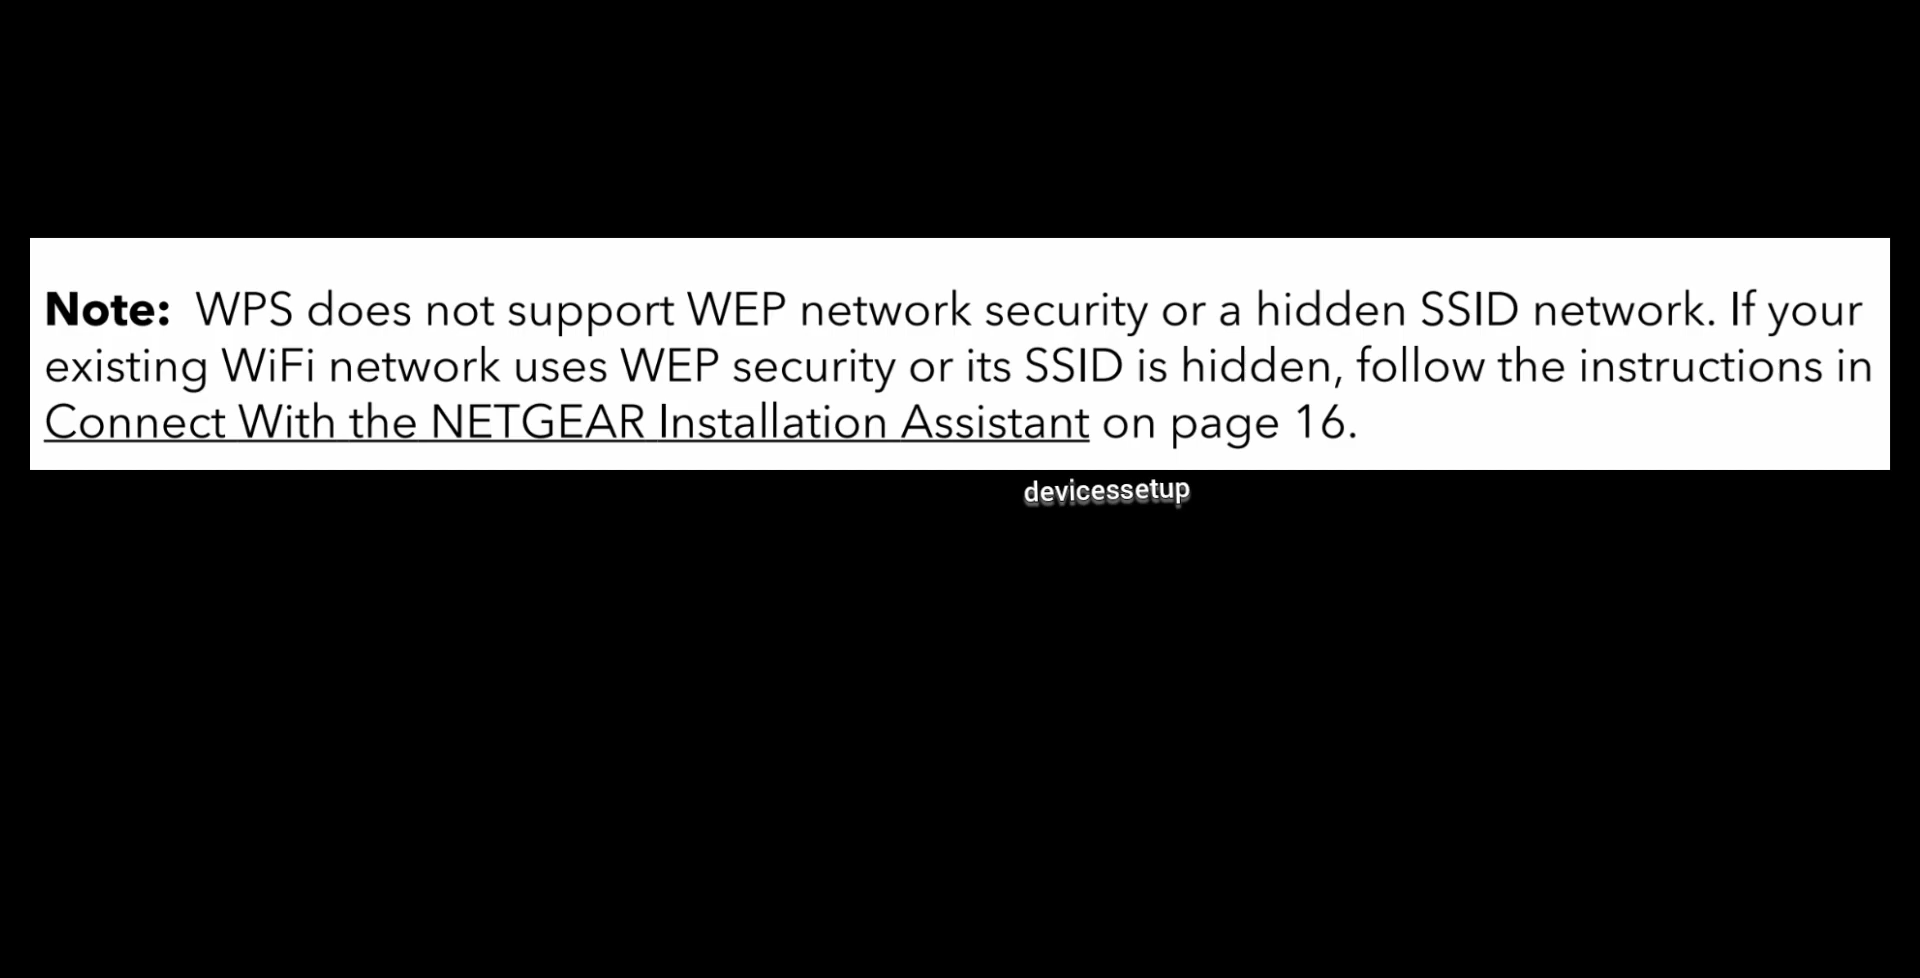 Note: WPS does not support WEP network security or a hidden SSID network. If your
existing WiFi network uses WEP security or its SSID is hidden, follow the instructions in
Connect With the NETGEAR Installation Assistant on page 16.
devicessetup